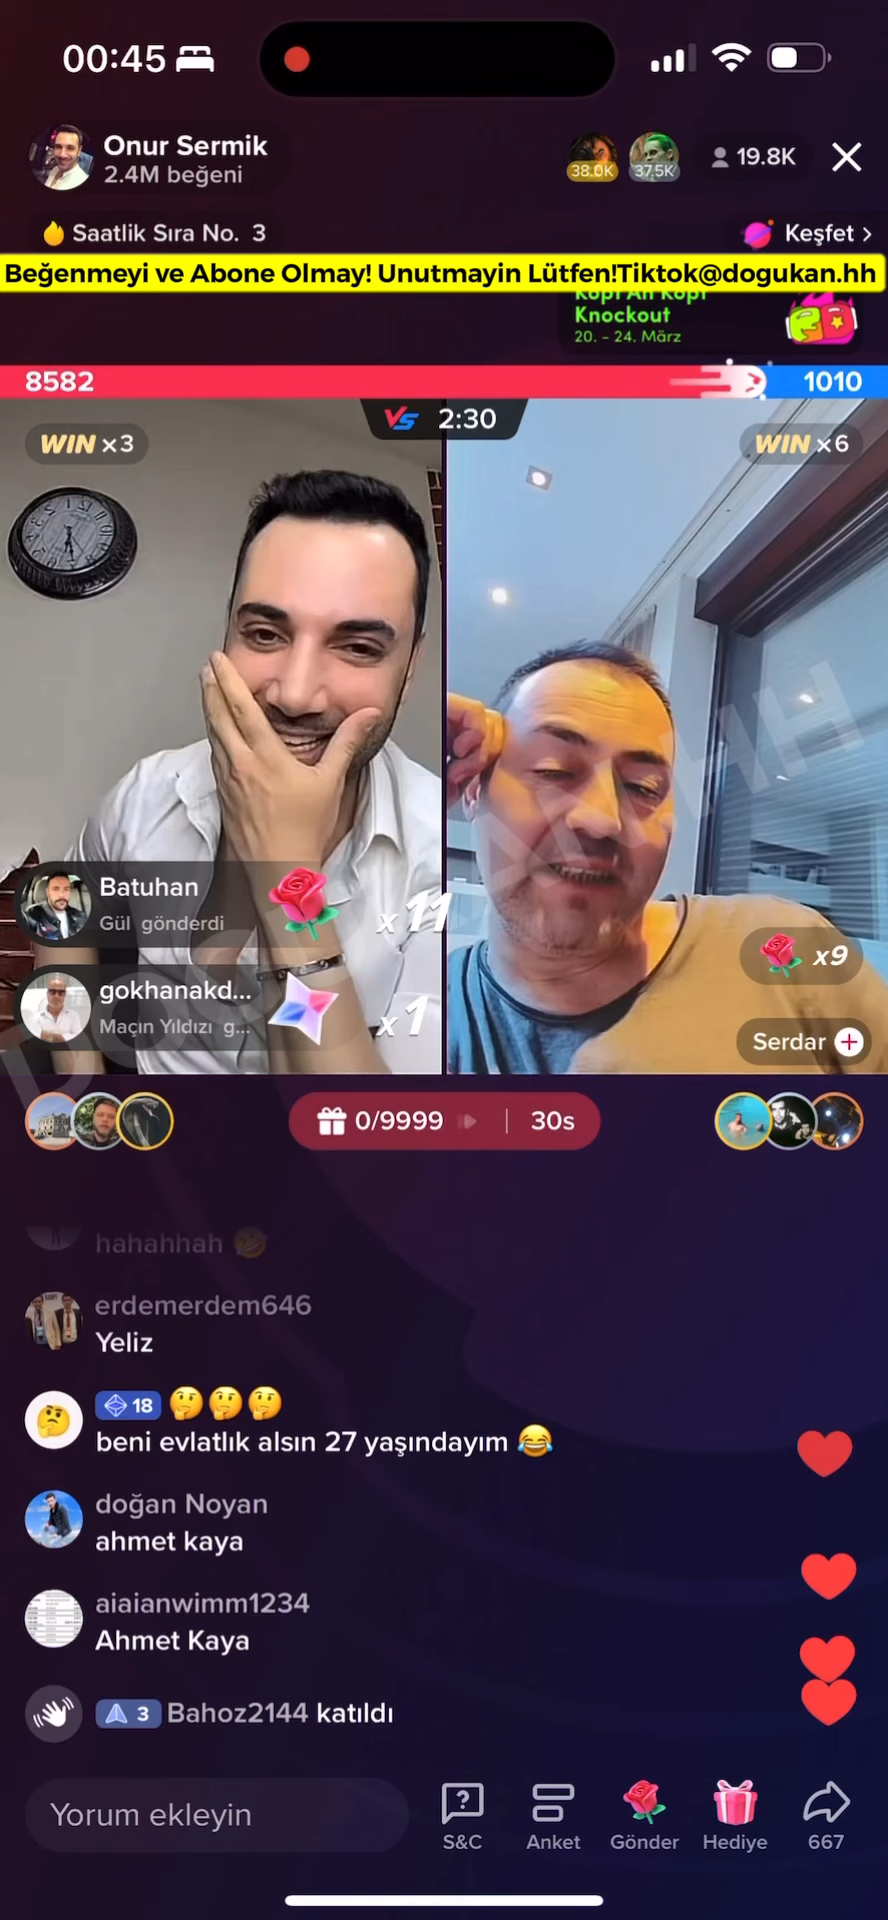 00:45
Onur Sermik
2.4M beğeni
38.0K
37.5K
19.8K
Saatlik Sıra No. 3
Keşfet >
Beğenmeyi ve Abone Olmay! Unutmayin Lütfen!Tiktok@dogukan.hh
Kopf An Kopf
Knockout
20. - 24. März
8582
1010
VS 2:30
WIN x3
WIN x6
Batuhan
Gül gönderdi
x11
gokhanakd...
Maçın Yıldızı g...
x1
x9
Serdar
0/9999
30s
hahahhah 🤣
erdemerdem646
Yeliz
18 🤔🤔🤔
beni evlatlık alsın 27 yaşındayım 😂
doğan Noyan
ahmet kaya
aiaianwimm1234
Ahmet Kaya
3 Bahoz2144 katıldı
Yorum ekleyin
S&C
Anket
Gönder
Hediye
667